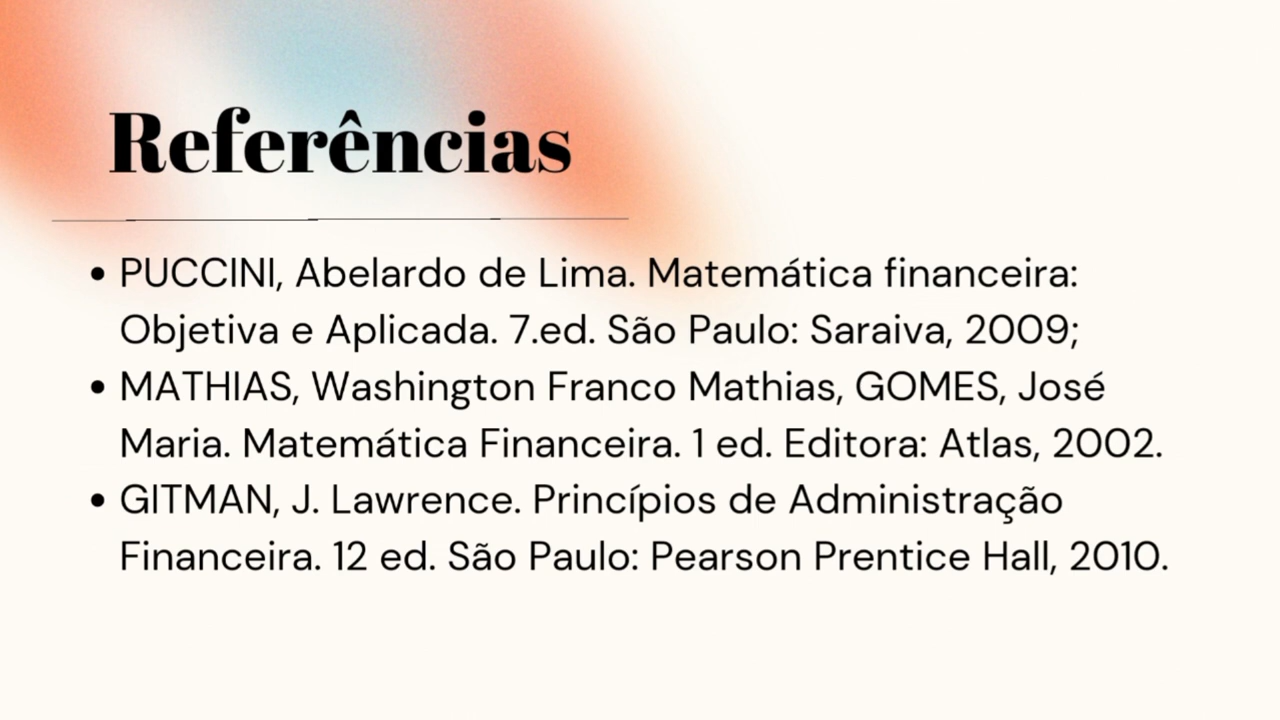 Referências
• PUCCINI, Abelardo de Lima. Matemática financeira:
Objetiva e Aplicada. 7.ed. São Paulo: Saraiva, 2009;
• MATHIAS, Washington Franco Mathias, GOMES, José
Maria. Matemática Financeira. 1 ed. Editora: Atlas, 2002.
• GITMAN, J. Lawrence. Princípios de Administração
Financeira. 12 ed. São Paulo: Pearson Prentice Hall, 2010.